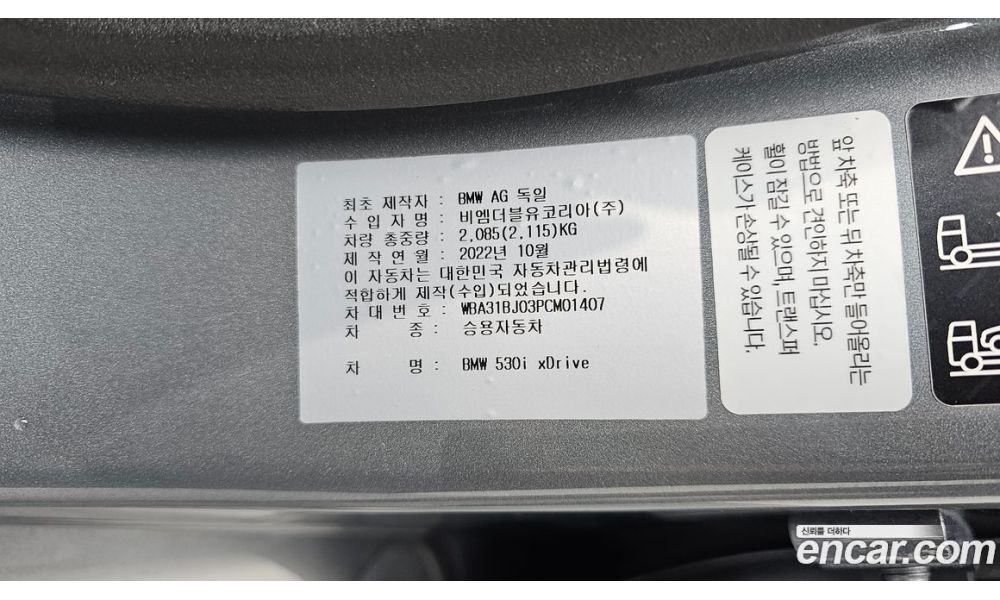 최초 제작자 : BMW AG 독일
수 입 자 명 : 비엠더블유코리아(주)
차량 총중량 : 2,085(2,115)KG
제 작 연 월 : 2022년 10월
이 자동차는 대한민국 자동차관리법령에
적합하게 제작(수입)되었습니다.
차 대 번 호 : WBA31BJ03PCM01407
차 종 : 승용자동차
차 명 : BMW 530i xDrive
앞 차축 또는 뒤 차축만 들어올리는
방법으로 견인하지 마십시오.
휠이 잠길 수 있으며, 트랜스퍼
케이스가 손상될 수 있습니다.
신뢰를 더하다
encar.com